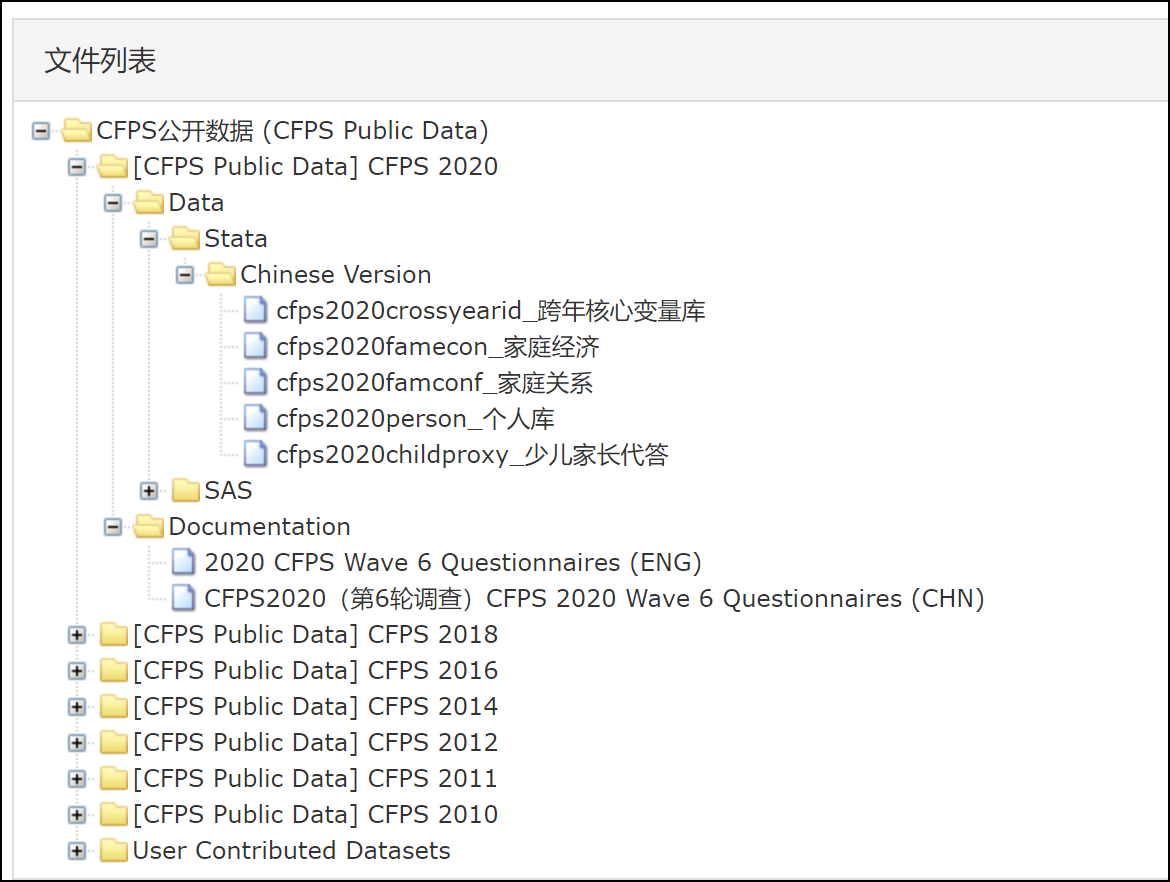 文件列表
CFPS公开数据 (CFPS Public Data)
[CFPS Public Data] CFPS 2020
Data
Stata
Chinese Version
cfps2020crossyearid_跨年核心变量库
cfps2020famecon_家庭经济
cfps2020famconf_家庭关系
cfps2020person_个人库
cfps2020childproxy_少儿家长代答
SAS
Documentation
2020 CFPS Wave 6 Questionnaires (ENG)
CFPS2020（第6轮调查）CFPS 2020 Wave 6 Questionnaires (CHN)
[CFPS Public Data] CFPS 2018
[CFPS Public Data] CFPS 2016
[CFPS Public Data] CFPS 2014
[CFPS Public Data] CFPS 2012
[CFPS Public Data] CFPS 2011
[CFPS Public Data] CFPS 2010
User Contributed Datasets